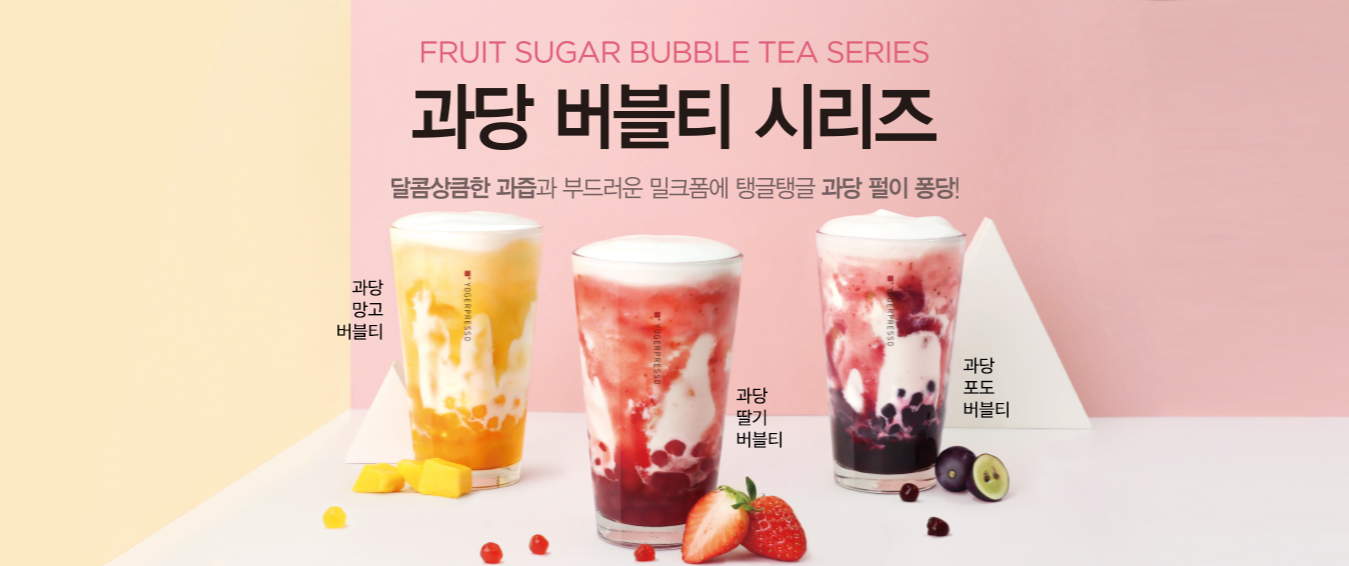 FRUIT SUGAR BUBBLE TEA SERIES
과당 버블티 시리즈
달콤상큼한 과즙과 부드러운 밀크폼에 탱글탱글 과당 펄이 퐁당!
과당
망고
버블티
YOGERPRESSO
YOGERPRESSO
과당
딸기
버블티
YOGERPRESSO
과당
포도
버블티